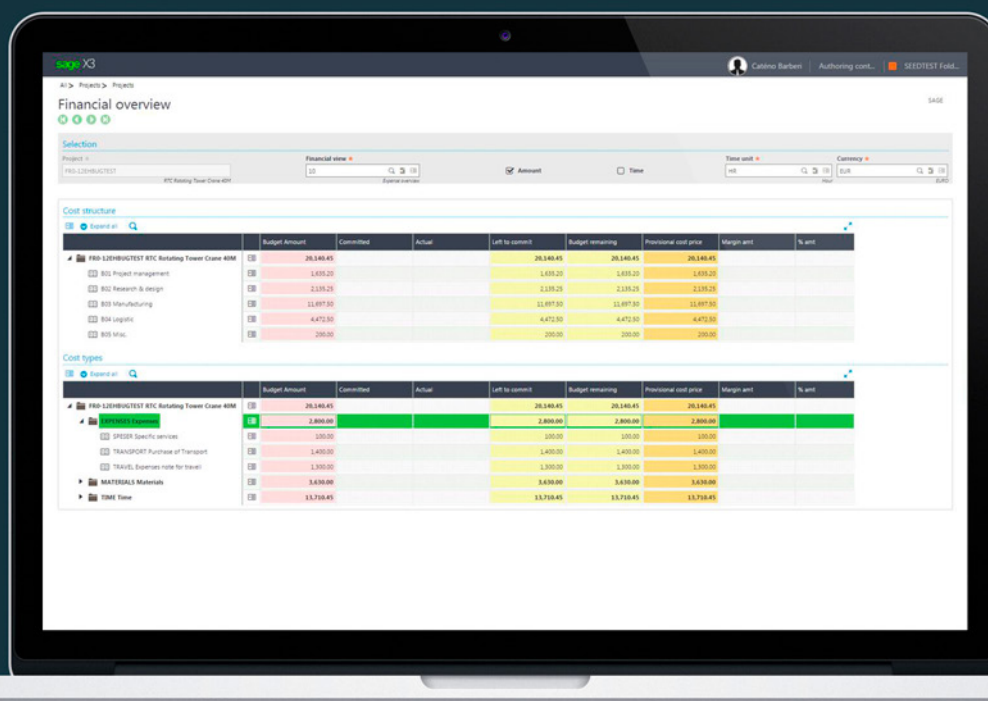 sage X3
Caténo Barberi | Authoring cont... | SEEDTEST Fold...
All > Projects > Projects
Financial overview
SAGE
Selection
Project
Financial view *
Time unit *
Currency *
FR0-12EHBUGTEST
10
Amount
Time
HR
EUR
RTC Rotating Tower Crane 40M
Expense overview
Hour
EURO
Cost structure
Expand all
Budget Amount Committed Actual Left to commit Budget remaining Provisional cost price Margin amt % amt
FR0-12EHBUGTEST RTC Rotating Tower Crane 40M 20,140.45 20,140.45 20,140.45 20,140.45
B01 Project management 1,635.20 1,635.20 1,635.20 1,635.20
B02 Research & design 2,135.25 2,135.25 2,135.25 2,135.25
B03 Manufacturing 11,697.50 11,697.50 11,697.50 11,697.50
B04 Logistic 4,472.50 4,472.50 4,472.50 4,472.50
B05 Misc. 200.00 200.00 200.00 200.00
Cost types
Expand all
Budget Amount Committed Actual Left to commit Budget remaining Provisional cost price Margin amt % amt
FR0-12EHBUGTEST RTC Rotating Tower Crane 40M 20,140.45 20,140.45 20,140.45 20,140.45
EXPENSES Expenses 2,800.00 2,800.00 2,800.00 2,800.00
SPESER Specific services 100.00 100.00 100.00 100.00
TRANSPORT Purchase of Transport 1,400.00 1,400.00 1,400.00 1,400.00
TRAVEL Expenses note for travel 1,300.00 1,300.00 1,300.00 1,300.00
MATERIALS Materials 3,630.00 3,630.00 3,630.00 3,630.00
TIME Time 13,710.45 13,710.45 13,710.45 13,710.45